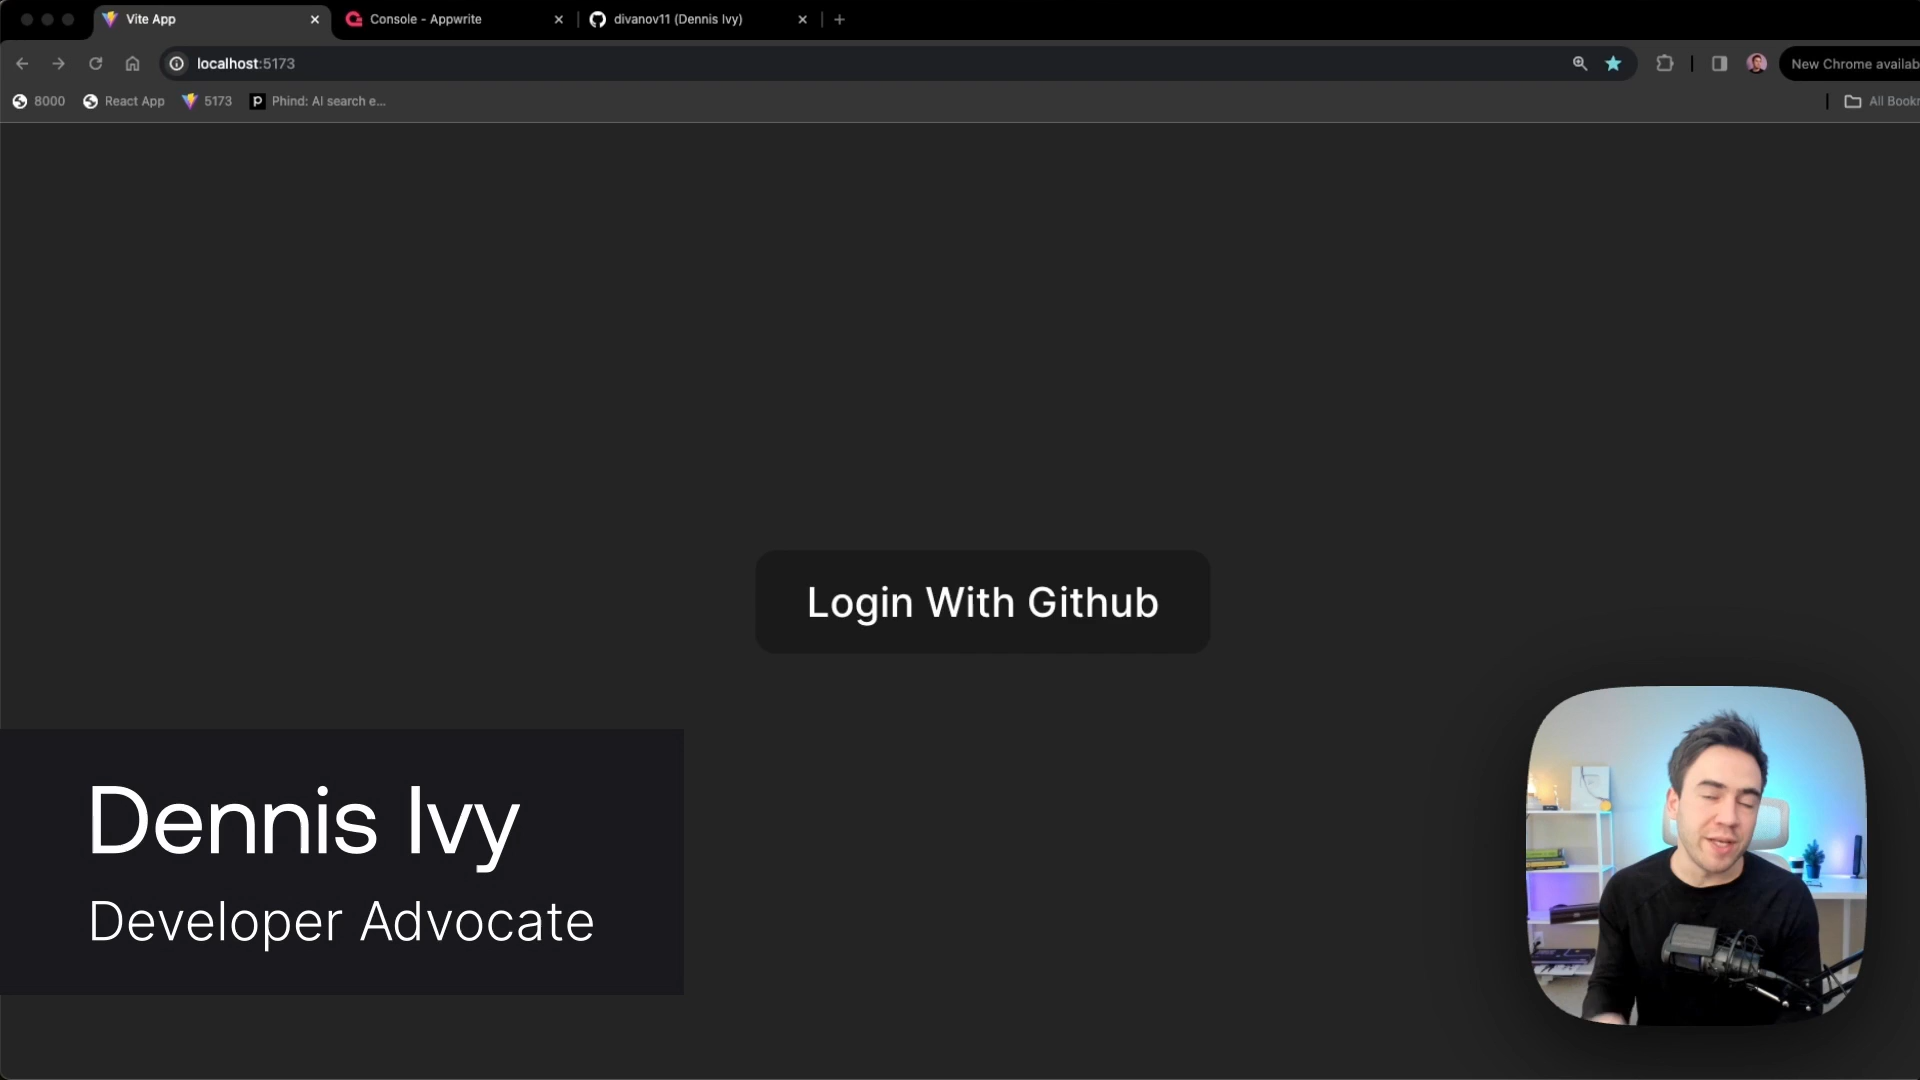 Vite App
Console - Appwrite
divanov11 (Dennis Ivy)
localhost:5173
New Chrome availab
8000
React App
5173
Phind: AI search e...
All Bookr
Login With Github
Dennis Ivy
Developer Advocate